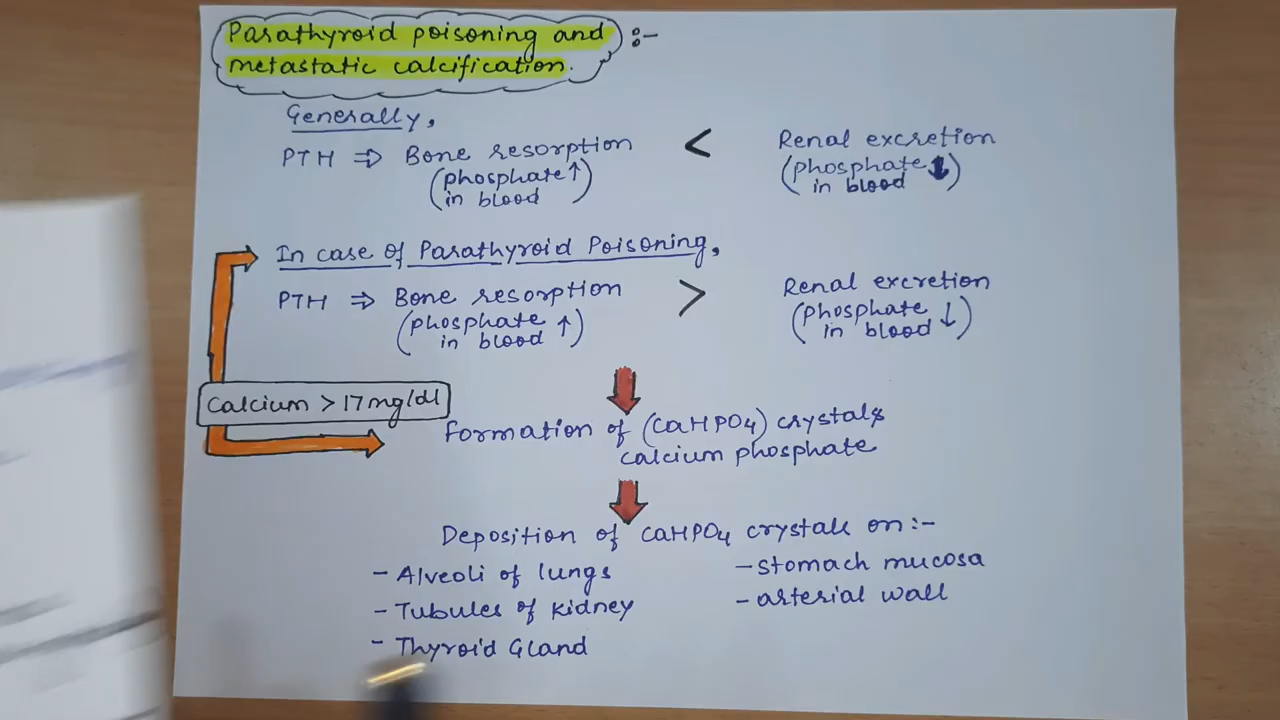 Parathyroid poisoning and :-
metastatic calcification.
Generally,
PTH ⇒ Bone resorption < Renal excretion
(phosphate ↑ in blood) (phosphate ↓ in blood)
In case of Parathyroid Poisoning,
PTH ⇒ Bone resorption > Renal excretion
(phosphate ↑ in blood) (phosphate ↓ in blood)
Calcium > 17 mg/dl
Formation of (CaHPO4) crystals
calcium phosphate
Deposition of CaHPO4 crystals on :-
- Alveoli of lungs
- Tubules of kidney
- Thyroid Gland
- stomach mucosa
- arterial wall